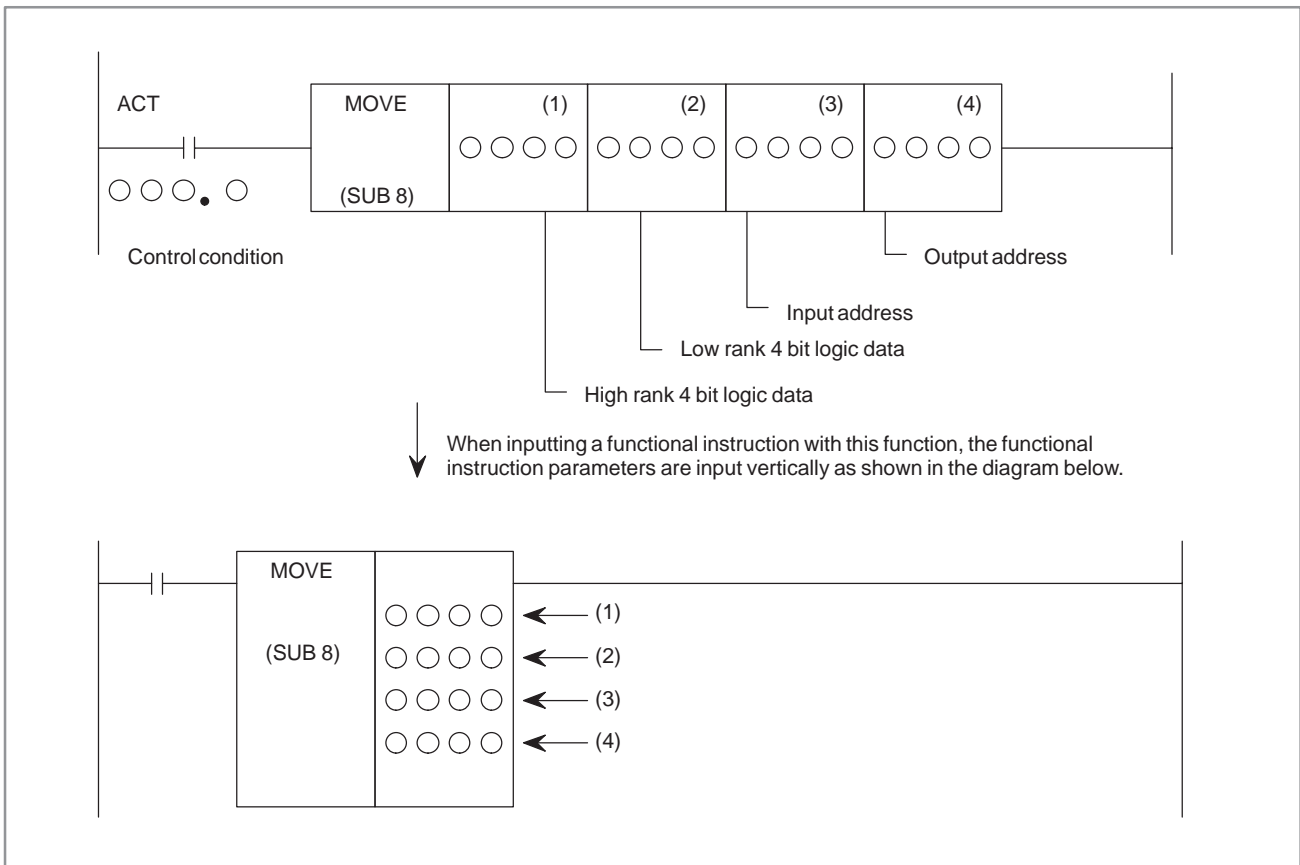 ACT
MOVE
(1)
(2)
(3)
(4)
(SUB 8)
Control condition
Output address
Input address
Low rank 4 bit logic data
High rank 4 bit logic data
When inputting a functional instruction with this function, the functional
instruction parameters are input vertically as shown in the diagram below.
MOVE
(1)
(SUB 8)
(2)
(3)
(4)